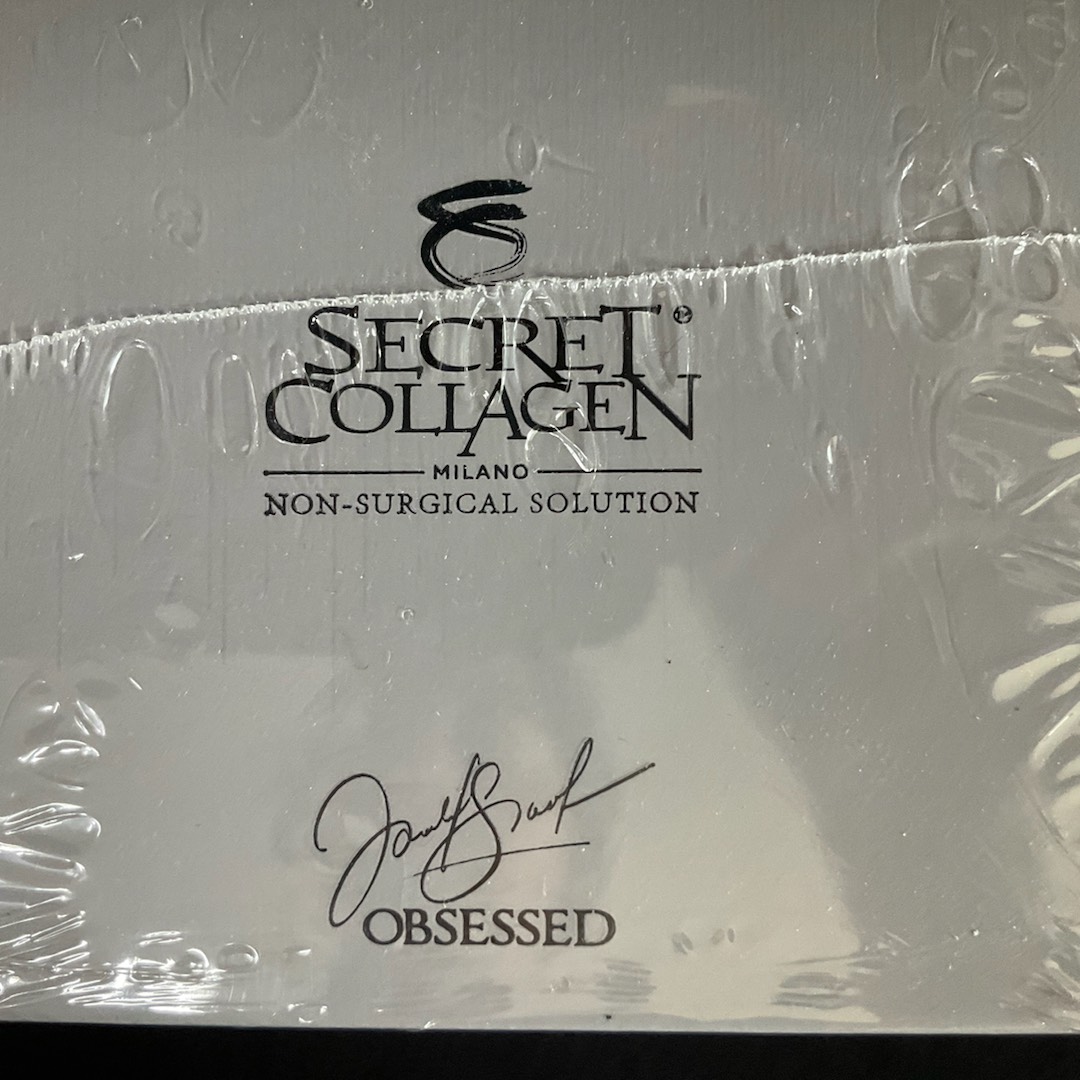 SECRET®
COLLAGEN
MILANO
NON-SURGICAL SOLUTION
OBSESSED